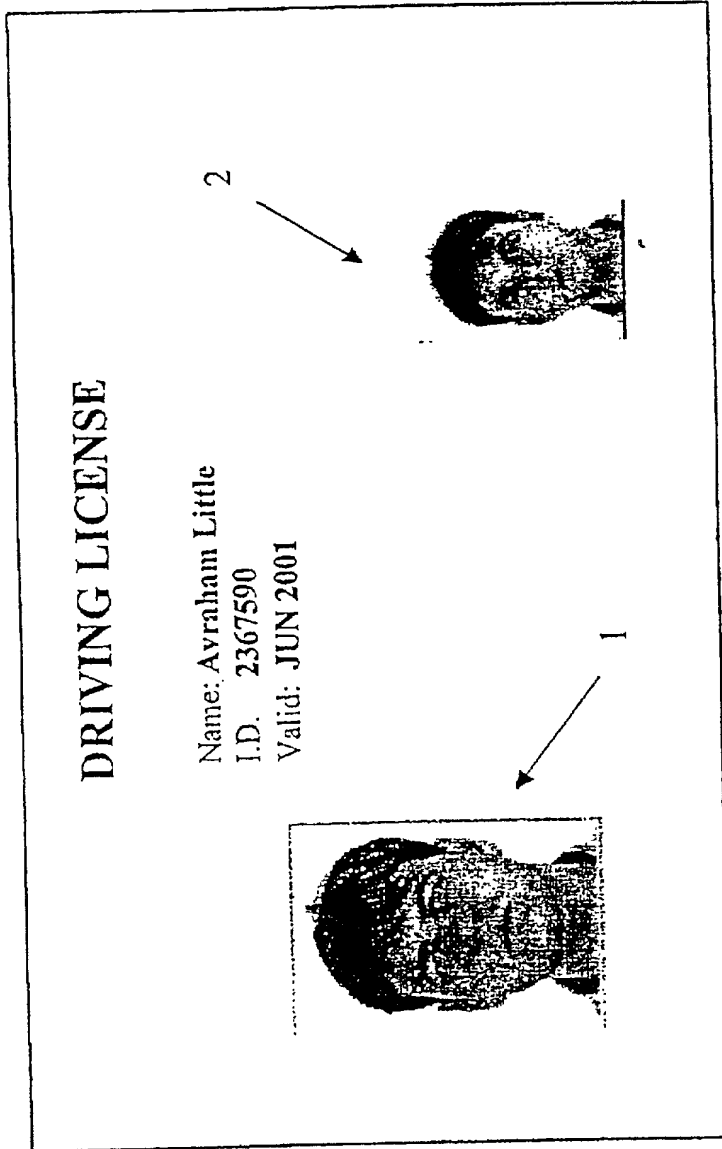 DRIVING LICENSE
Name: Avraham Little
I.D. 2367590
Valid: JUN 2001
2
1